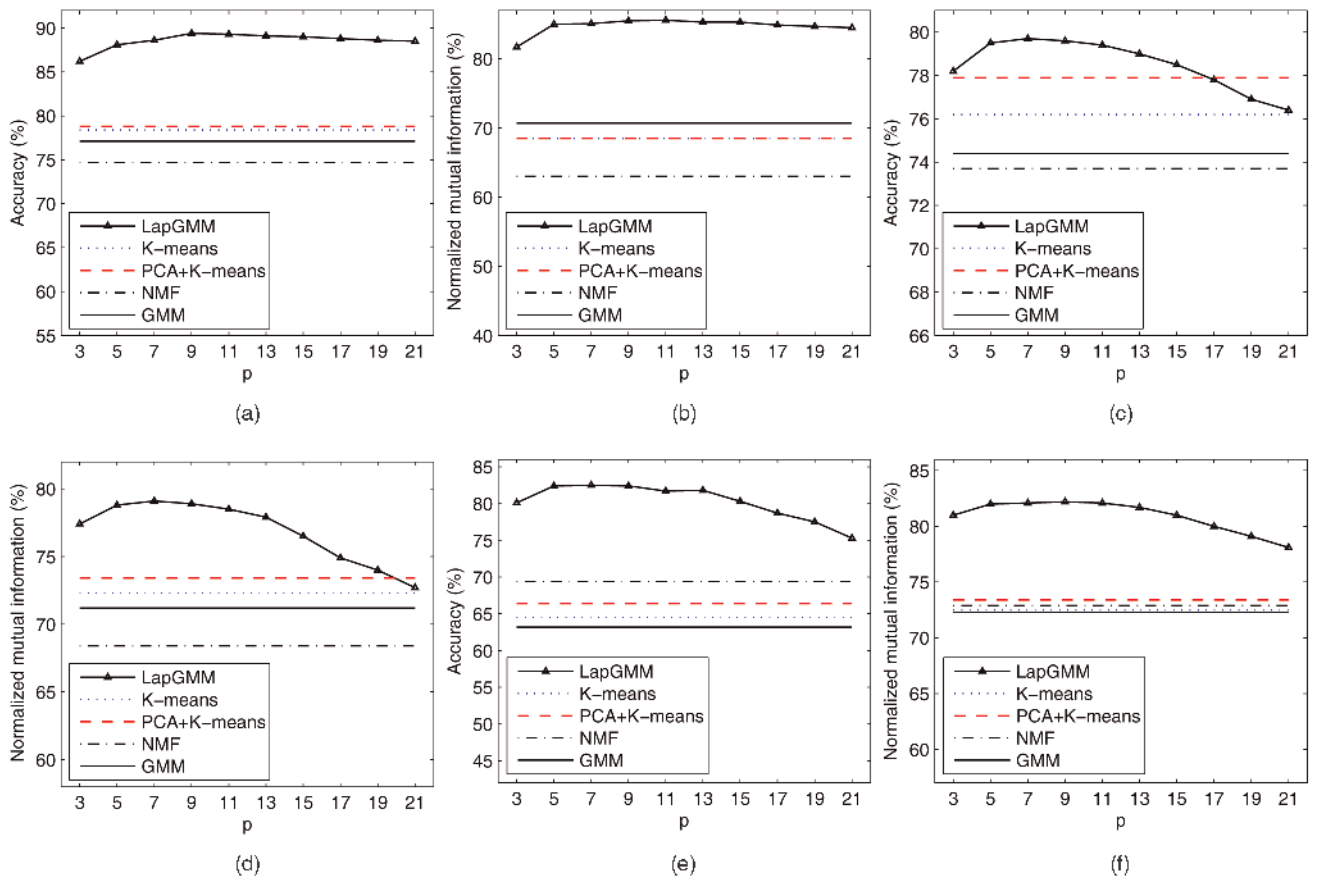 Accuracy (%)
90
85
80
75
70
65
60
55
LapGMM
K−means
PCA+K−means
NMF
GMM
3 5 7 9 11 13 15 17 19 21
p
(a)
Normalized mutual information (%)
80
70
60
50
40
LapGMM
K−means
PCA+K−means
NMF
GMM
3 5 7 9 11 13 15 17 19 21
p
(b)
Accuracy (%)
80
78
76
74
72
70
68
66
LapGMM
K−means
PCA+K−means
NMF
GMM
3 5 7 9 11 13 15 17 19 21
p
(c)
Normalized mutual information (%)
80
75
70
65
60
LapGMM
K−means
PCA+K−means
NMF
GMM
3 5 7 9 11 13 15 17 19 21
p
(d)
Accuracy (%)
85
80
75
70
65
60
55
50
45
LapGMM
K−means
PCA+K−means
NMF
GMM
3 5 7 9 11 13 15 17 19 21
p
(e)
Normalized mutual information (%)
85
80
75
70
65
60
LapGMM
K−means
PCA+K−means
NMF
GMM
3 5 7 9 11 13 15 17 19 21
p
(f)